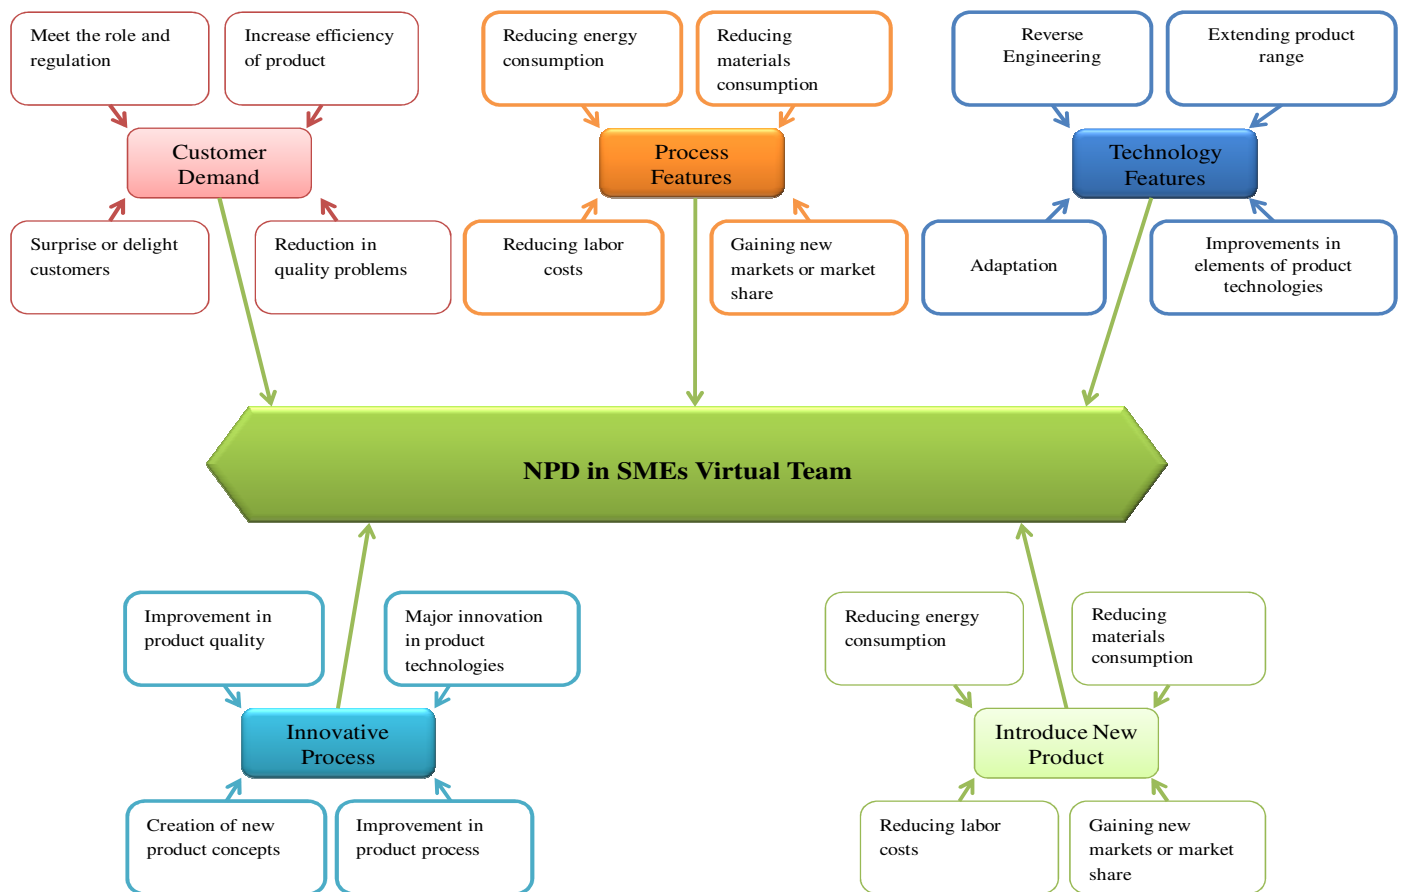 Meet the role and
regulation
Increase efficiency
of product
Customer
Demand
Surprise or delight
customers
Reduction in
quality problems
Reducing energy
consumption
Reducing
materials
consumption
Process
Features
Reducing labor
costs
Gaining new
markets or market
share
Reverse
Engineering
Extending product
range
Technology
Features
Adaptation
Improvements in
elements of product
technologies
NPD in SMEs Virtual Team
Improvement in
product quality
Major innovation
in product
technologies
Innovative
Process
Creation of new
product concepts
Improvement in
product process
Reducing energy
consumption
Reducing
materials
consumption
Introduce New
Product
Reducing labor
costs
Gaining new
markets or market
share